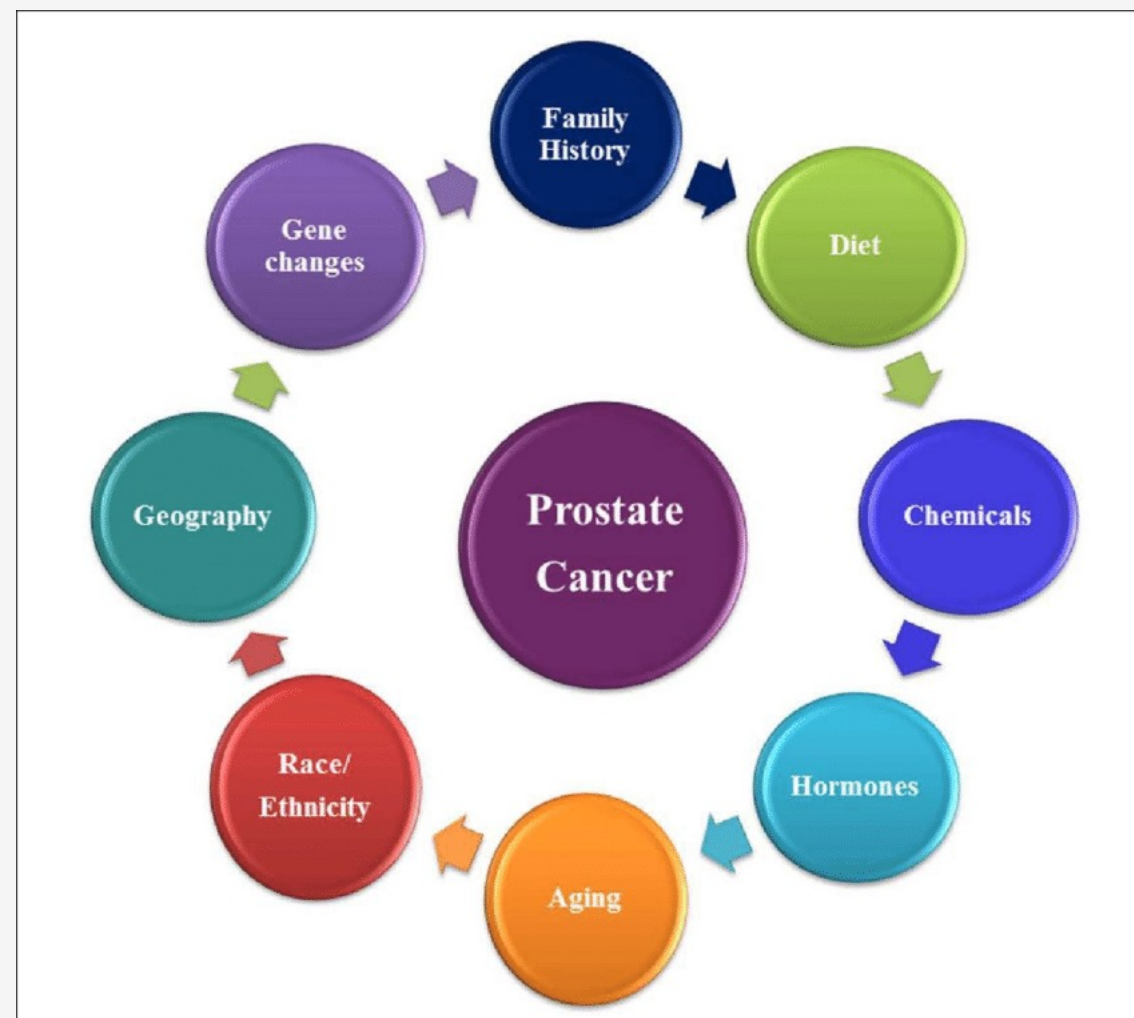 Family
History
Diet
Chemicals
Hormones
Aging
Race/
Ethnicity
Geography
Gene
changes
Prostate
Cancer